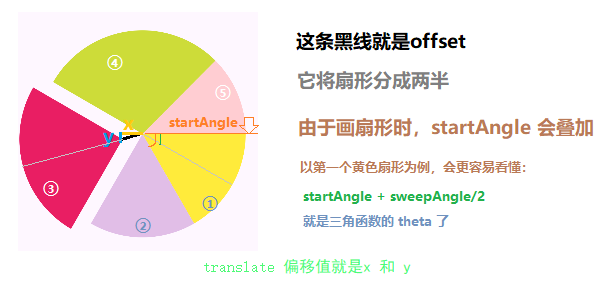 这条黑线就是offset
④
它将扇形分成两半
⑤
startAngle
由于画扇形时，startAngle 会叠加
x
y
以第一个黄色扇形为例，会更容易看懂：
③
①
startAngle + sweepAngle/2
②
就是三角函数的 theta 了
translate 偏移值就是x 和 y